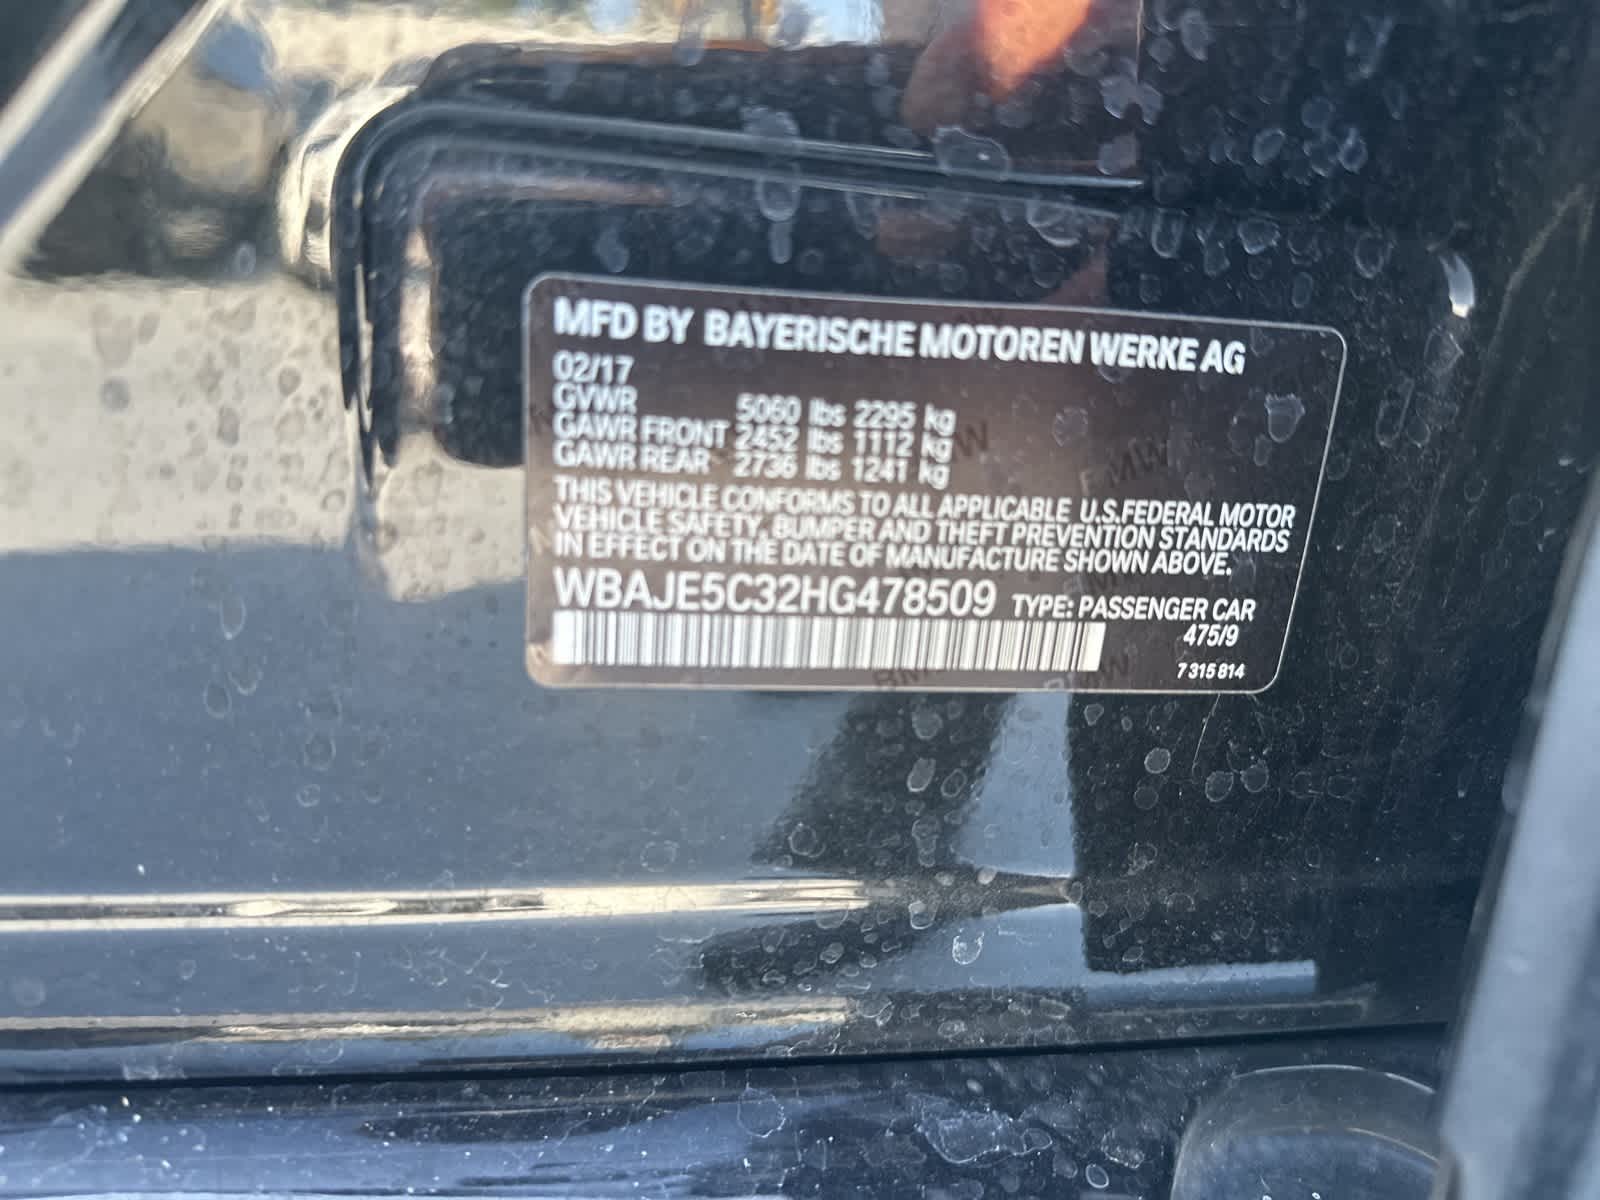 MFD BY BAYERISCHE MOTOREN WERKE AG
02/17
GVWR 5060 lbs 2295 kg
GAWR FRONT 2452 lbs 1112 kg
GAWR REAR 2736 lbs 1241 kg
THIS VEHICLE CONFORMS TO ALL APPLICABLE U.S.FEDERAL MOTOR
VEHICLE SAFETY, BUMPER AND THEFT PREVENTION STANDARDS
IN EFFECT ON THE DATE OF MANUFACTURE SHOWN ABOVE.
WBAJE5C32HG478509 TYPE: PASSENGER CAR
475/9
7 315 814
BMW
BMW
BMW